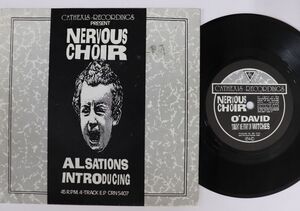 CATHEXIS RECORDINGS
PRESENT
NERVOUS
CHOIR
ALSATIONS
INTRODUCING
45 R.P.M. 4-TRACK E.P. CRN 5407
CATHEXIS RECORDINGS
NERVOUS
CHOIR
O'DAVID